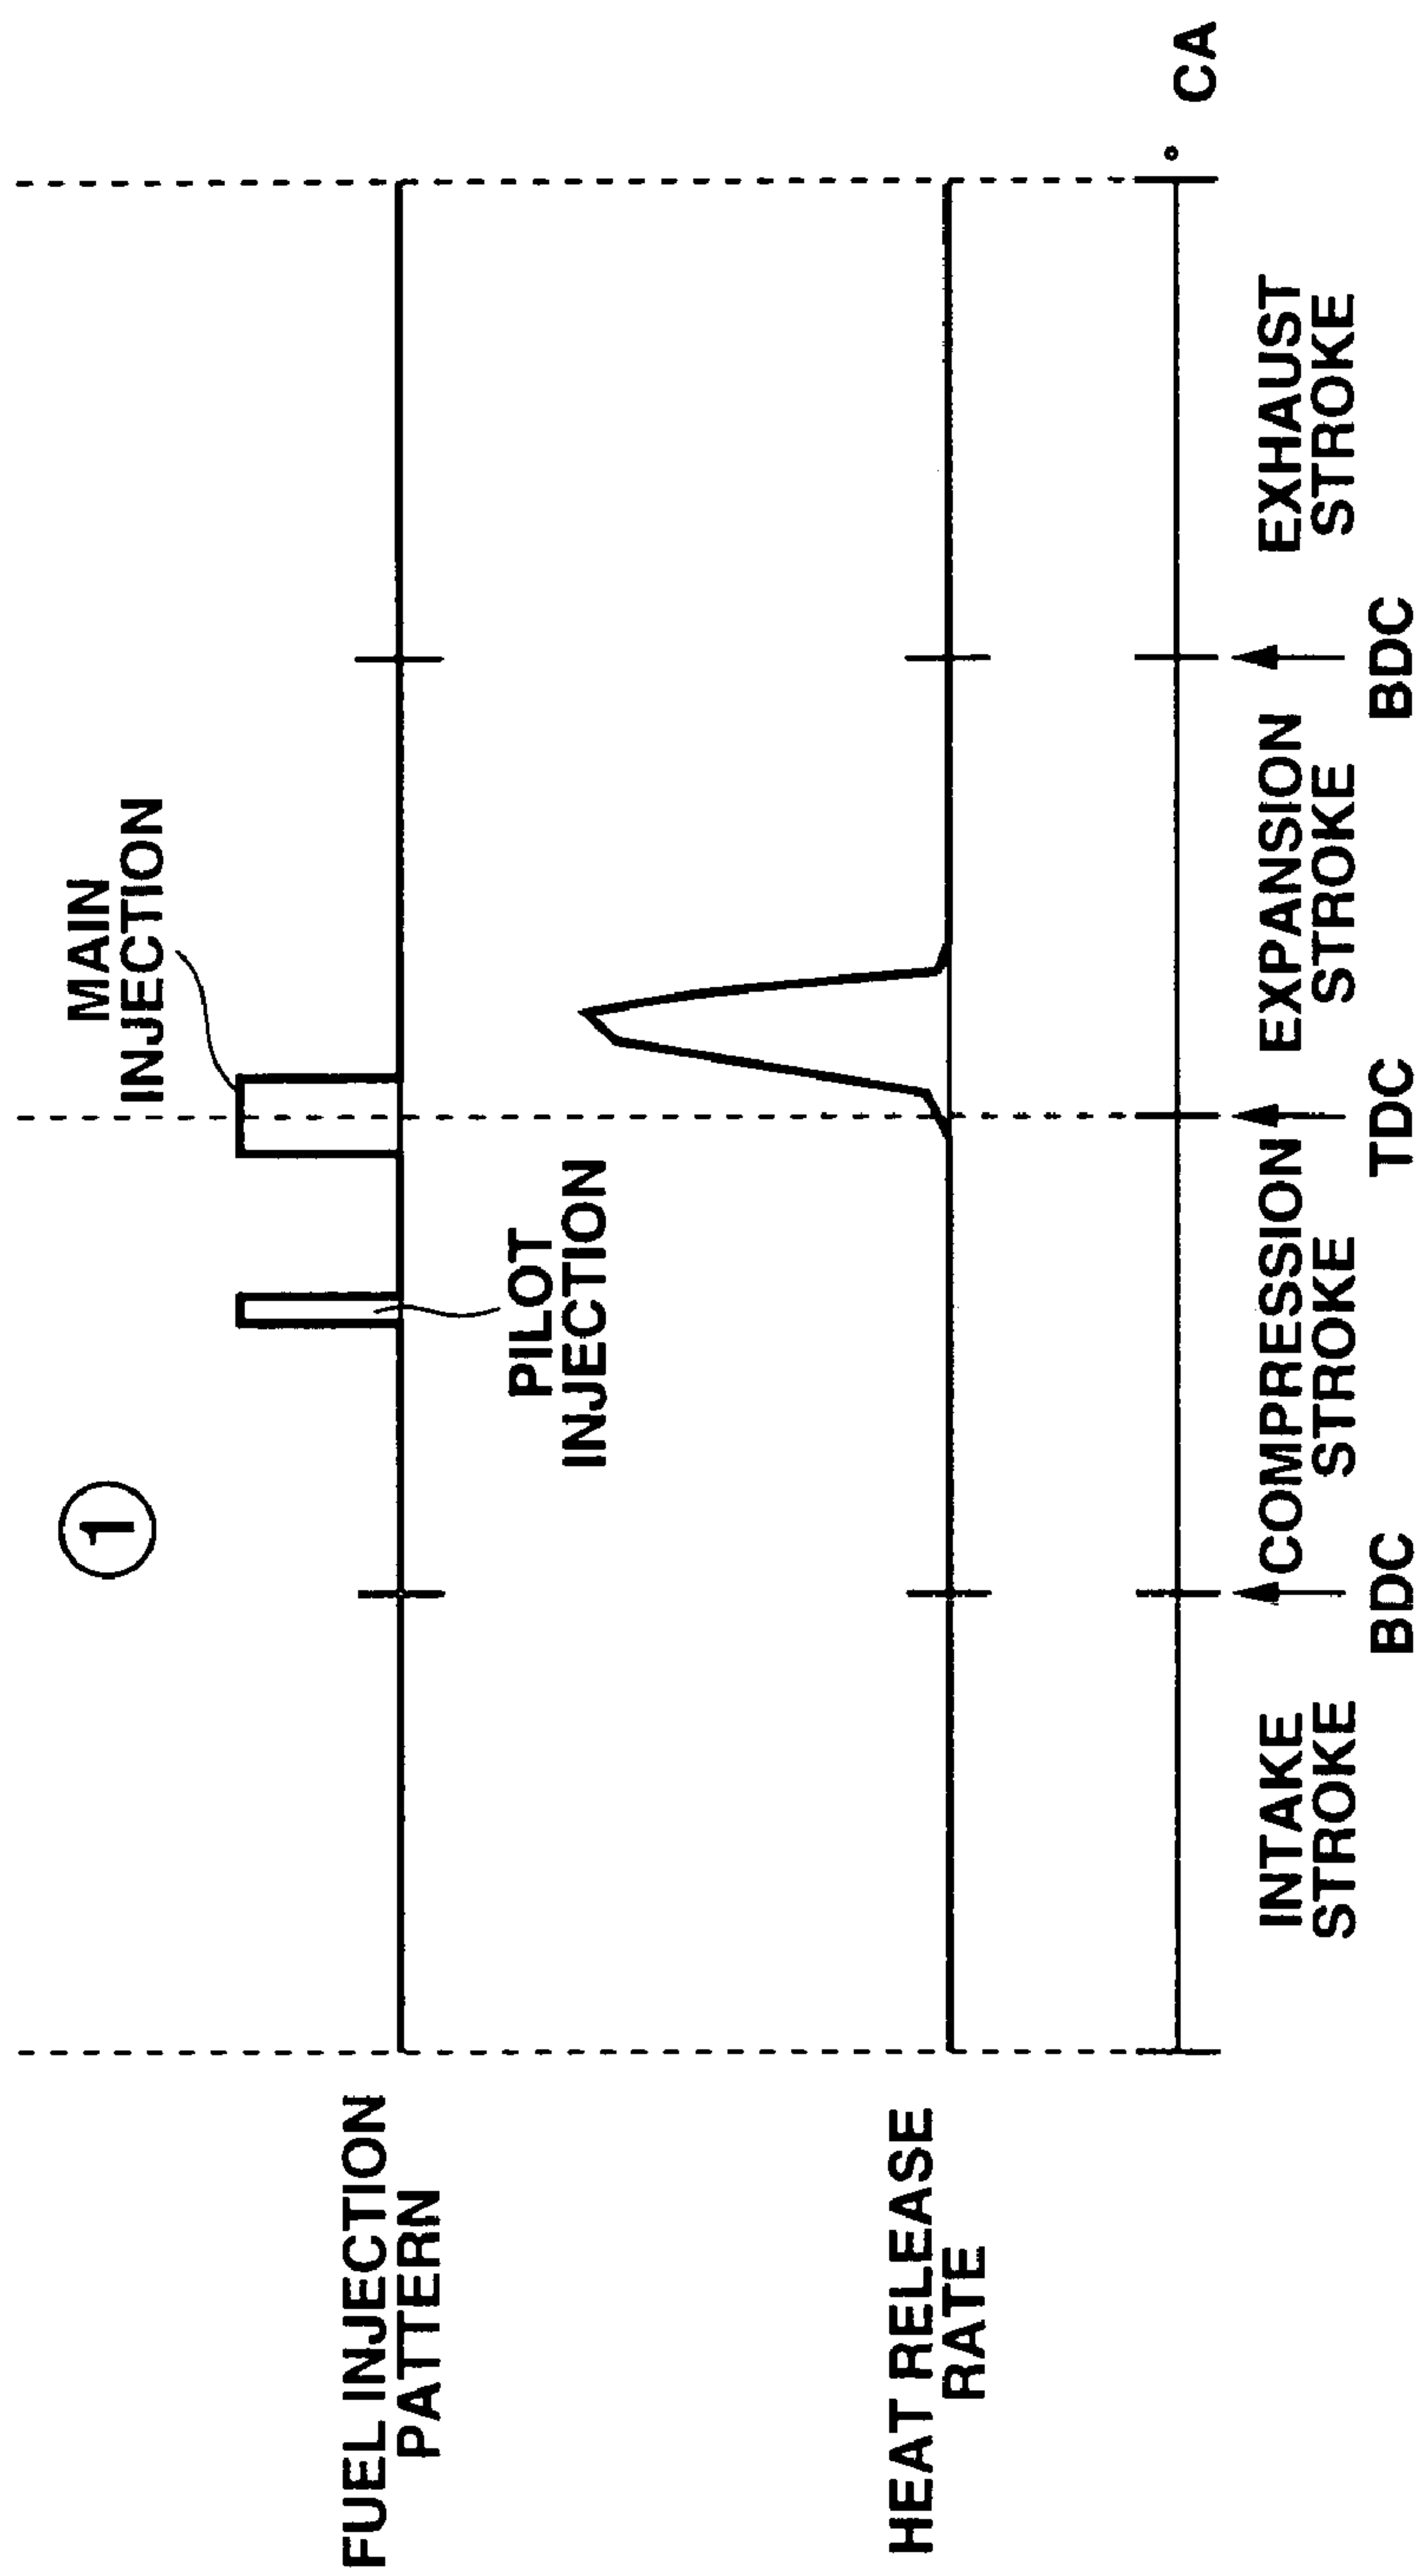 1
MAIN
INJECTION
FUEL INJECTION
PATTERN
PILOT
INJECTION
HEAT RELEASE
RATE
° CA
INTAKE
STROKE
COMPRESSION
STROKE
EXPANSION
STROKE
EXHAUST
STROKE
BDC
TDC
BDC